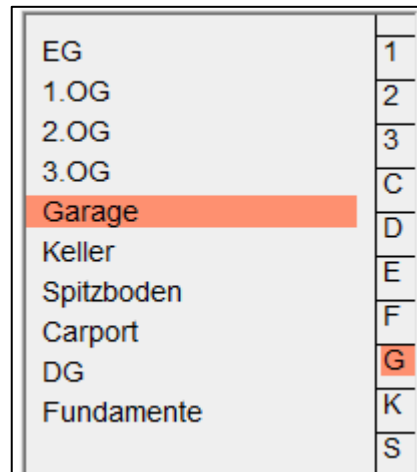 EG
1.OG
2.OG
3.OG
Garage
Keller
Spitzboden
Carport
DG
Fundamente
1
2
3
C
D
E
F
G
K
S